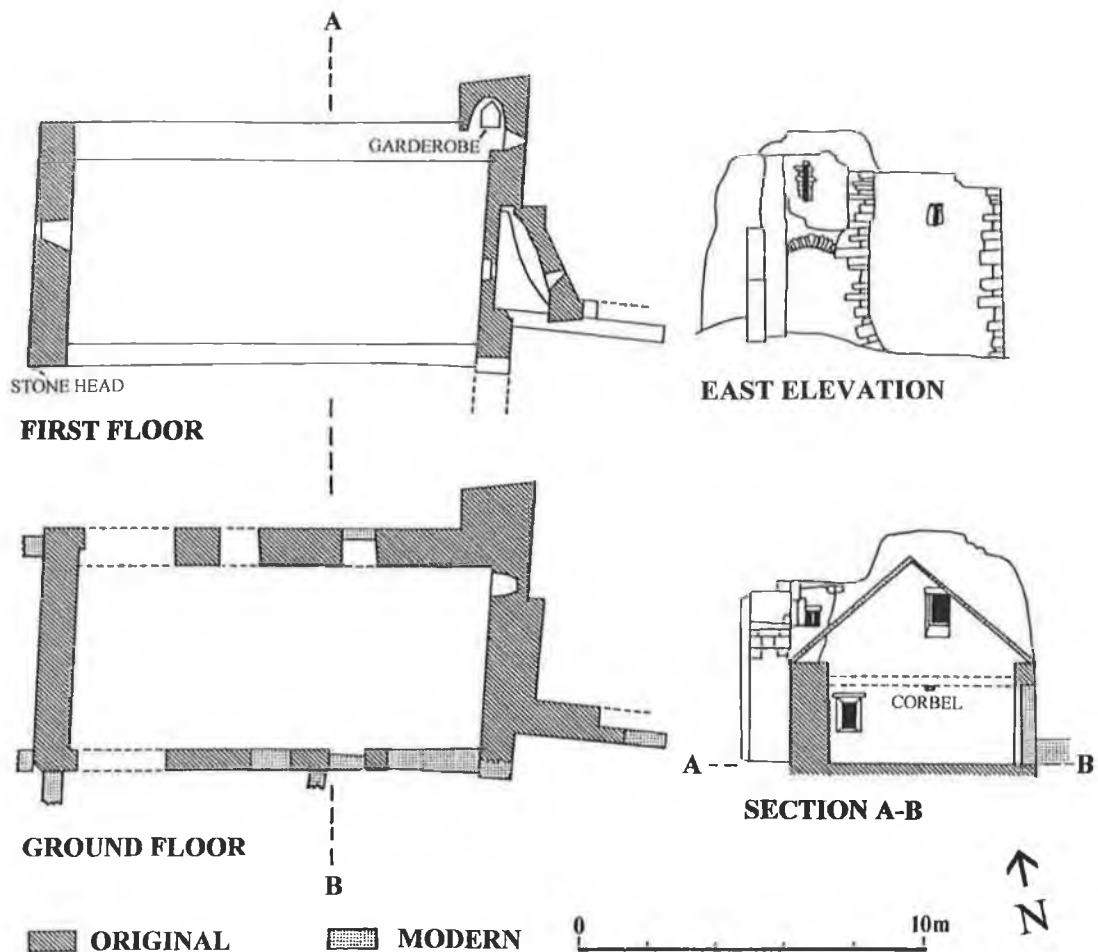 A
GARDEROBE
STONE HEAD
FIRST FLOOR
EAST ELEVATION
CORBEL
A
B
SECTION A-B
GROUND FLOOR
B
N
ORIGINAL
MODERN
0
10m